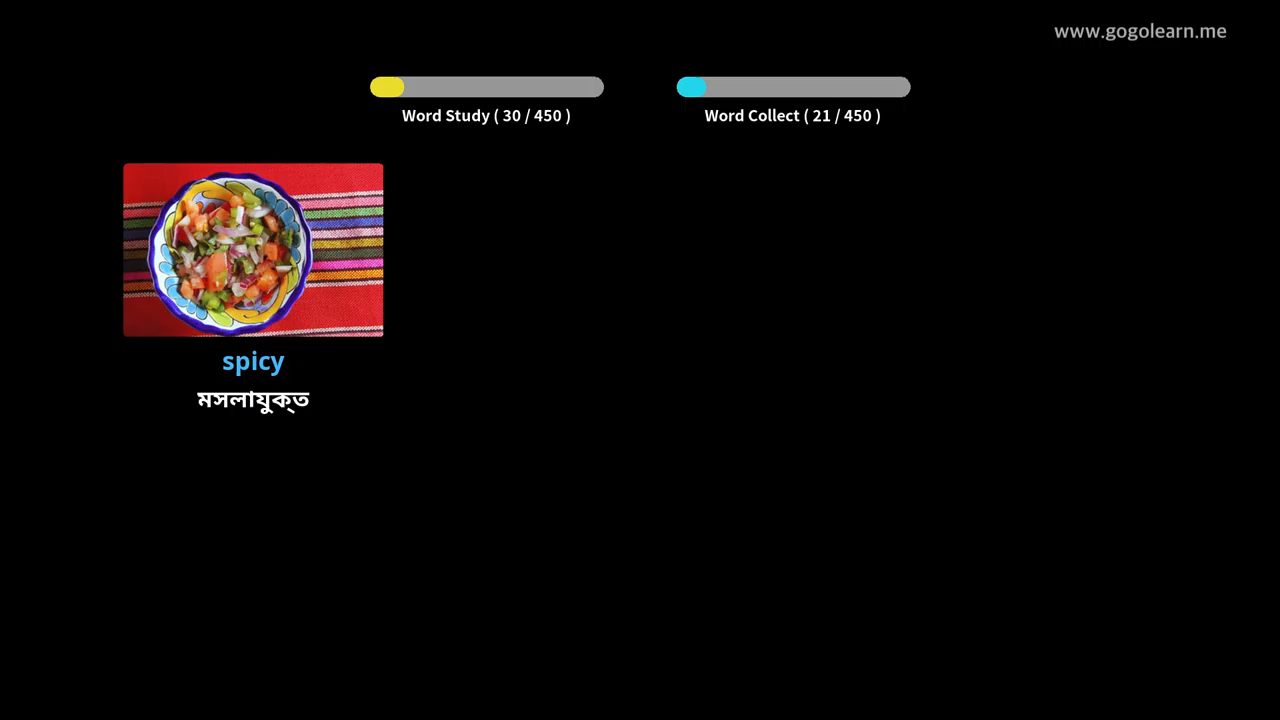 www.gogolearn.me
Word Study ( 30 / 450 )
Word Collect ( 21 / 450 )
spicy
মসলাযুক্ত